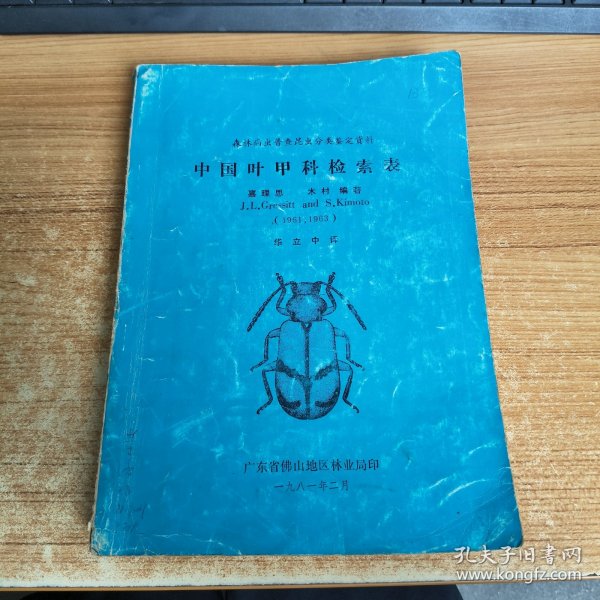 森林病虫普查昆虫分类鉴定资料
中国叶甲科检索表
嘉理思 木村 编著
J.L.Gressitt and S.Kimoto
(1961;1963)
华立中译
广东省佛山地区林业局印
一九八一年二月
孔夫子旧书网
www.kongfz.com